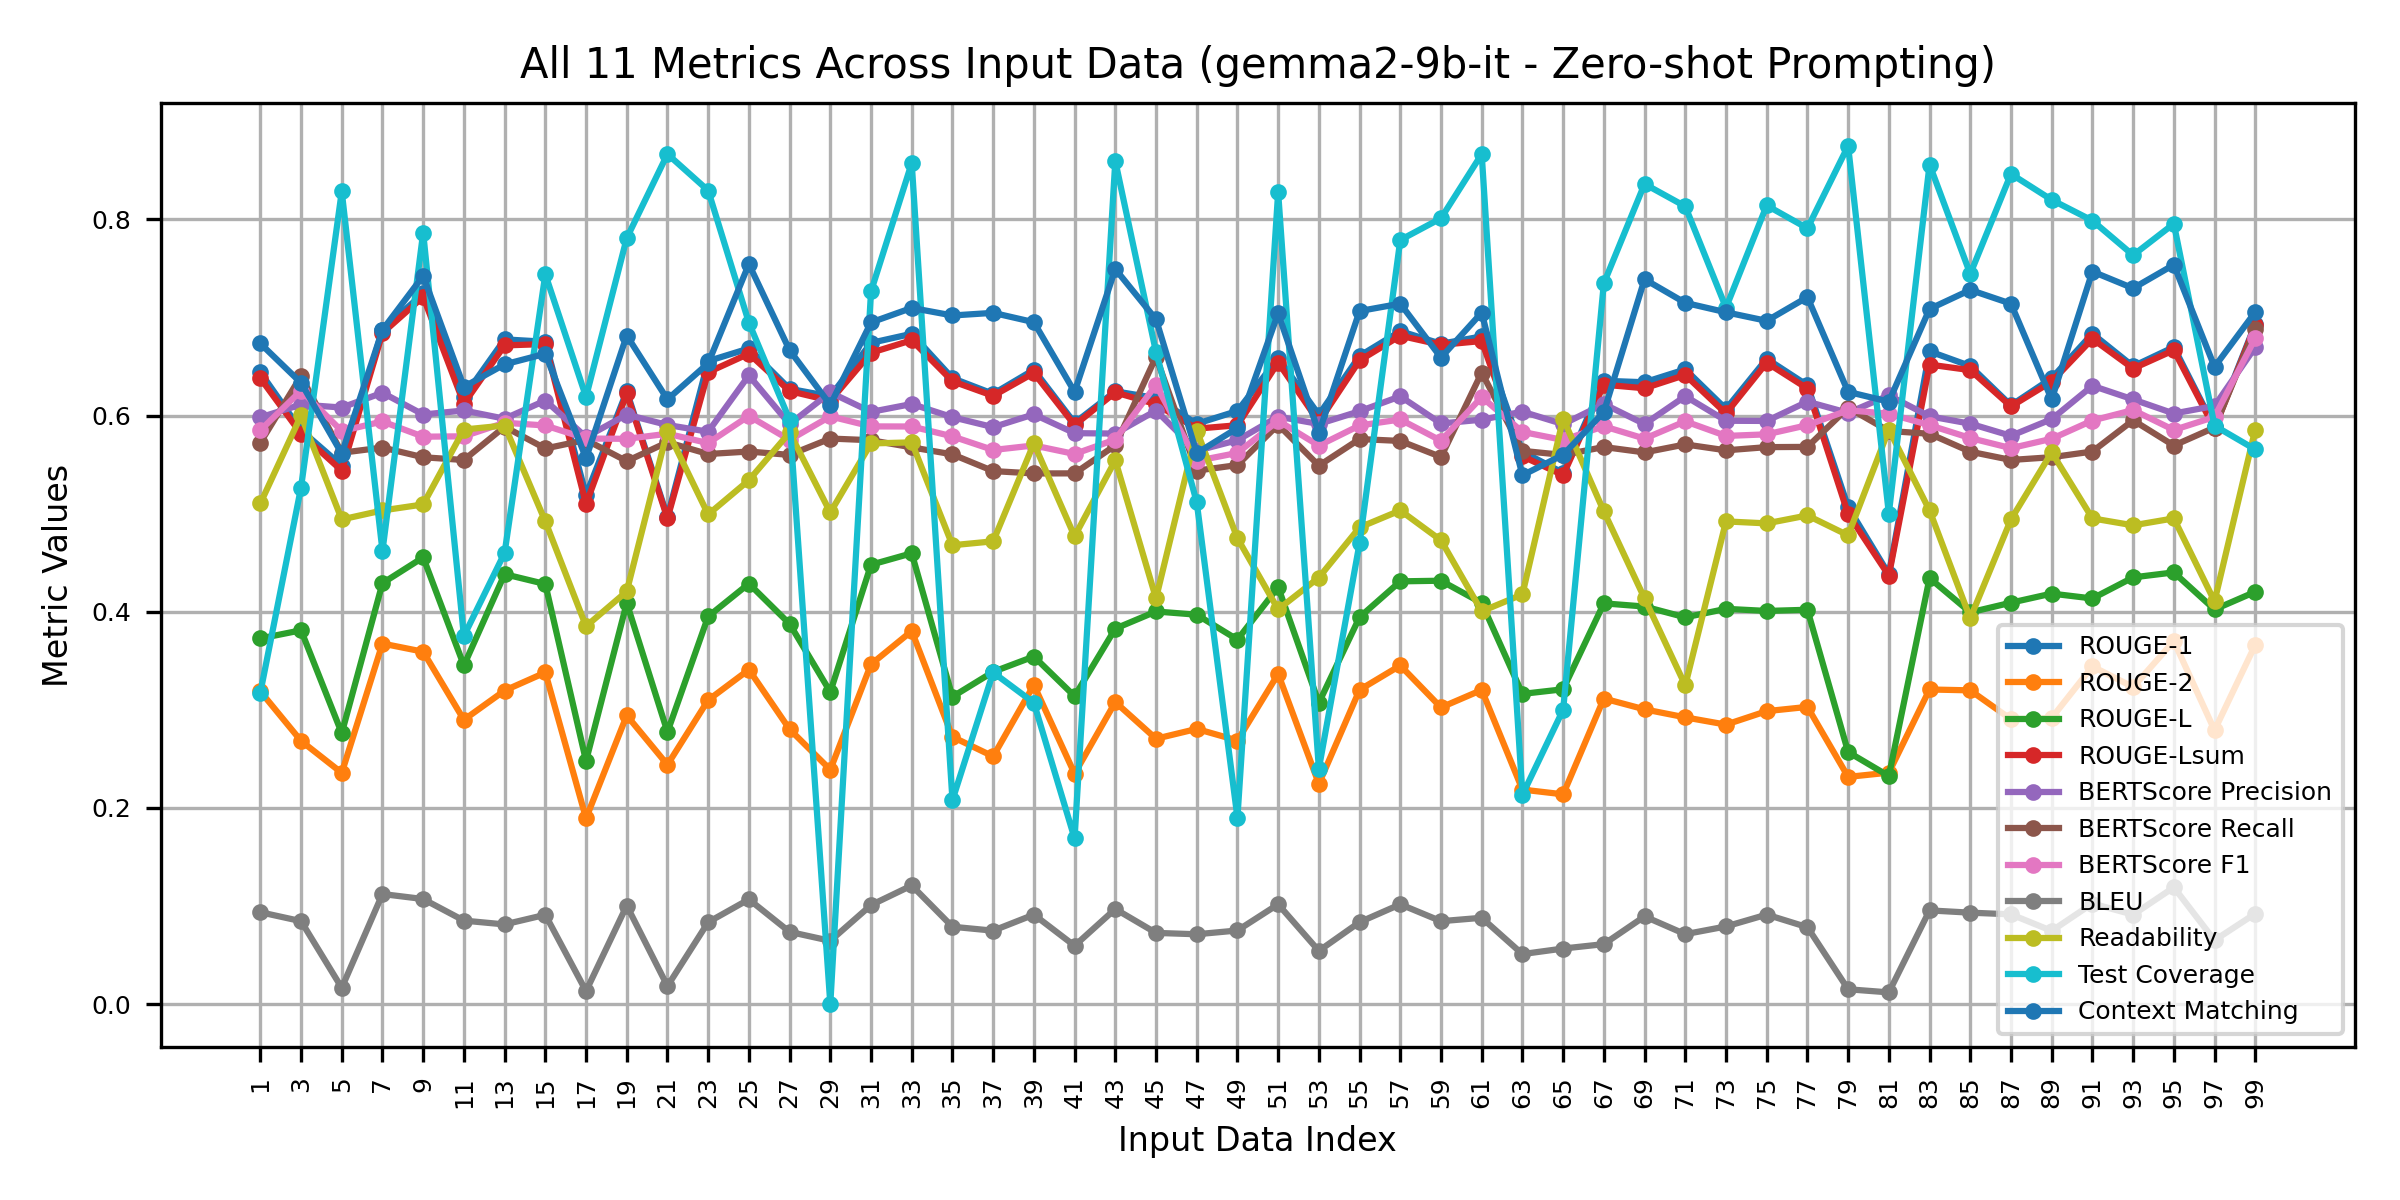 All 11 Metrics Across Input Data (gemma2-9b-it - Zero-shot Prompting)
Metric Values
0.8
0.6
0.4
0.2
0.0
ROUGE-1
ROUGE-2
ROUGE-L
ROUGE-Lsum
BERTScore Precision
BERTScore Recall
BERTScore F1
BLEU
Readability
Test Coverage
Context Matching
1 3 5 7 9 11 13 15 17 19 21 23 25 27 29 31 33 35 37 39 41 43 45 47 49 51 53 55 57 59 61 63 65 67 69 71 73 75 77 79 81 83 85 87 89 91 93 95 97 99
Input Data Index